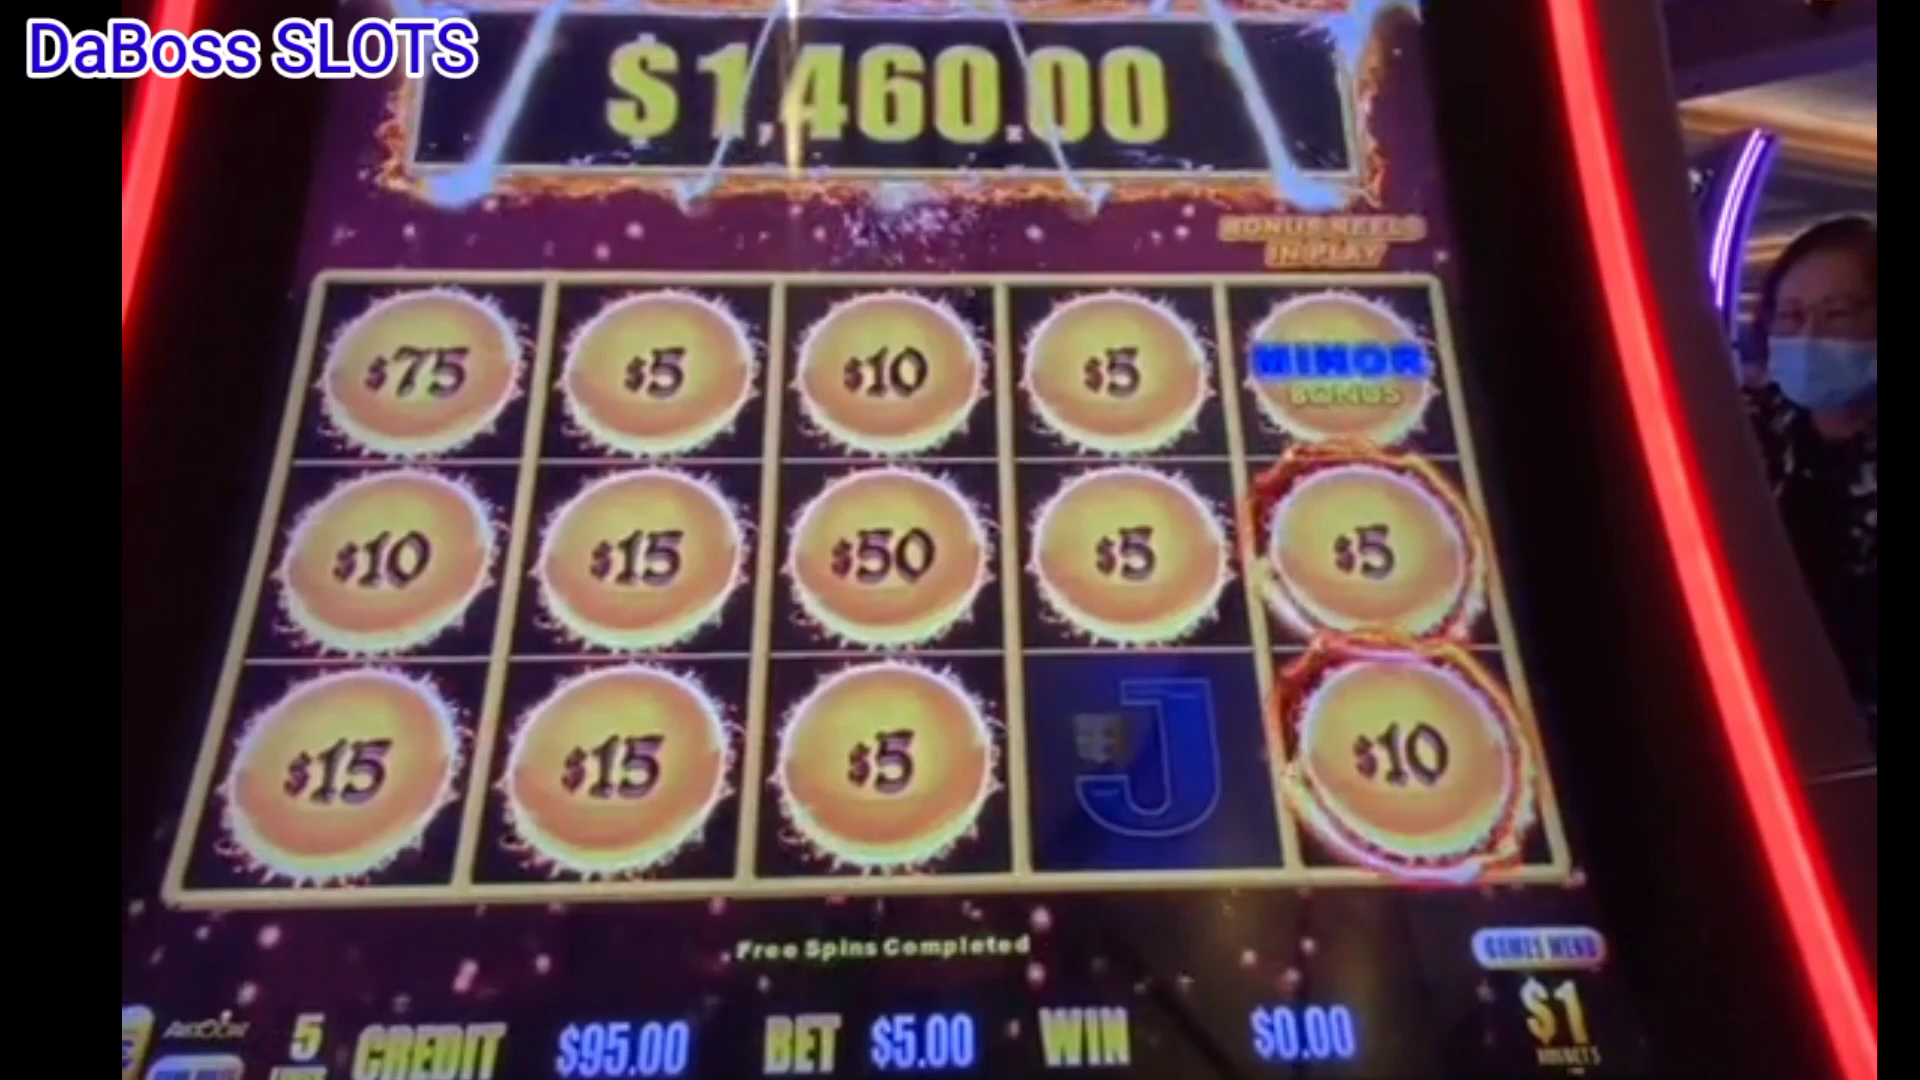 DaBoss SLOTS
$1,460.00
BONUS REELS
IN PLAY
$75 $5 $10 $5 MINOR
BONUS
$10 $15 $50 $5 $5
$15 $15 $5 J $10
Free Spins Completed
GAMES MENU
5 CREDIT $95.00 BET $5.00 WIN $0.00 $1